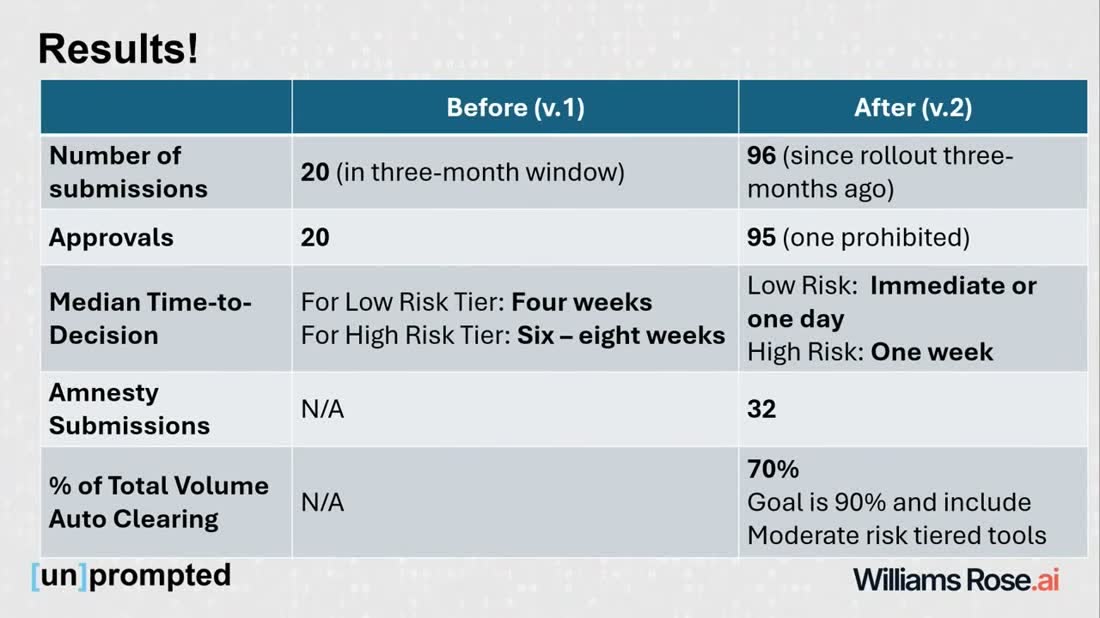 Results!
Before (v.1)
After (v.2)
Number of
submissions
20 (in three-month window)
96 (since rollout three-
months ago)
Approvals
20
95 (one prohibited)
Median Time-to-
Decision
For Low Risk Tier: Four weeks
For High Risk Tier: Six – eight weeks
Low Risk:  Immediate or
one day
High Risk: One week
Amnesty
Submissions
N/A
32
% of Total Volume
Auto Clearing
N/A
70%
Goal is 90% and include
Moderate risk tiered tools
[un]prompted
Williams Rose.ai